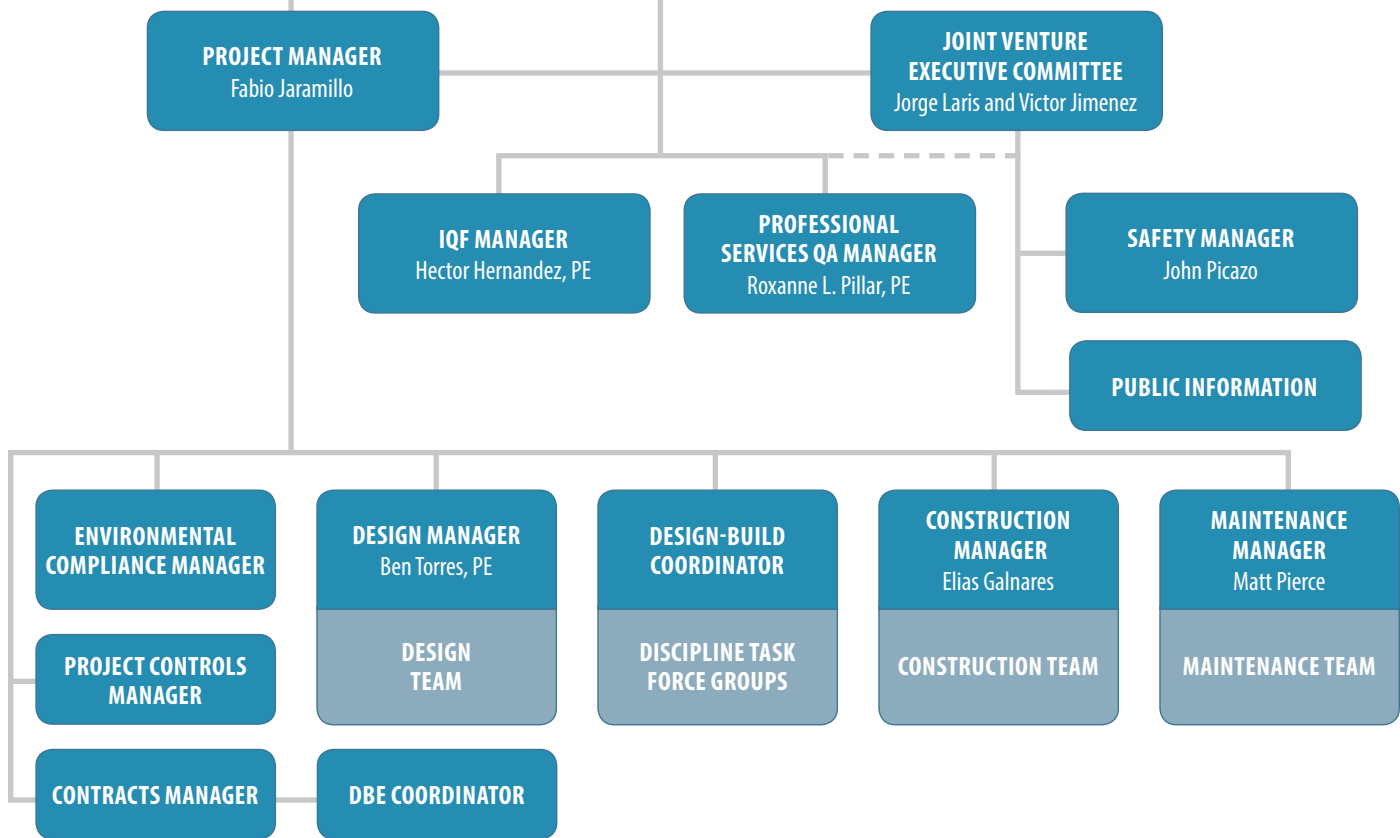 PROJECT MANAGER
Fabio Jaramillo
JOINT VENTURE
EXECUTIVE COMMITTEE
Jorge Laris and Victor Jimenez
IQF MANAGER
Hector Hernandez, PE
PROFESSIONAL
SERVICES QA MANAGER
Roxanne L. Pillar, PE
SAFETY MANAGER
John Picazo
PUBLIC INFORMATION
ENVIRONMENTAL
COMPLIANCE MANAGER
DESIGN MANAGER
Ben Torres, PE
DESIGN
TEAM
DESIGN-BUILD
COORDINATOR
DISCIPLINE TASK
FORCE GROUPS
CONSTRUCTION
MANAGER
Elias Galnares
CONSTRUCTION TEAM
MAINTENANCE
MANAGER
Matt Pierce
MAINTENANCE TEAM
PROJECT CONTROLS
MANAGER
CONTRACTS MANAGER
DBE COORDINATOR